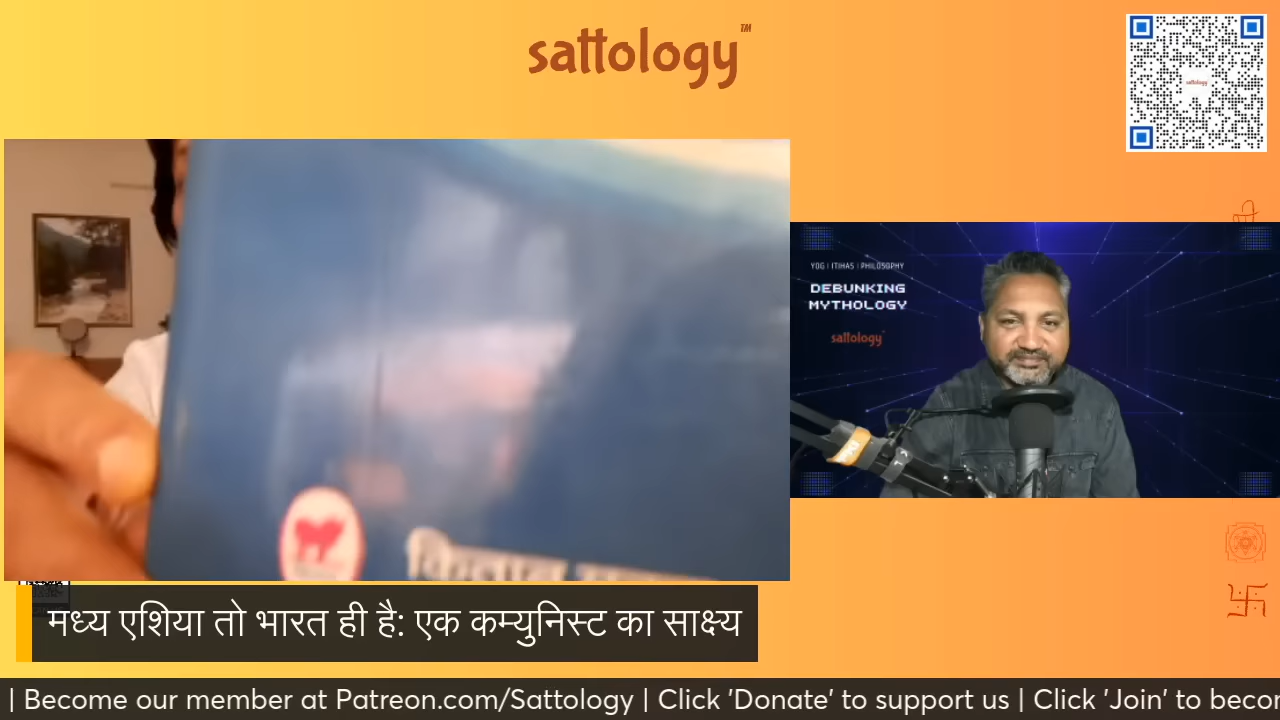 sattology™
YOG | ITIHAS | PHILOSOPHY
DEBUNKING
MYTHOLOGY
sattology
किताब
मध्य एशिया तो भारत ही है: एक कम्युनिस्ट का साक्ष्य
| Become our member at Patreon.com/Sattology | Click 'Donate' to support us | Click 'Join' to becor